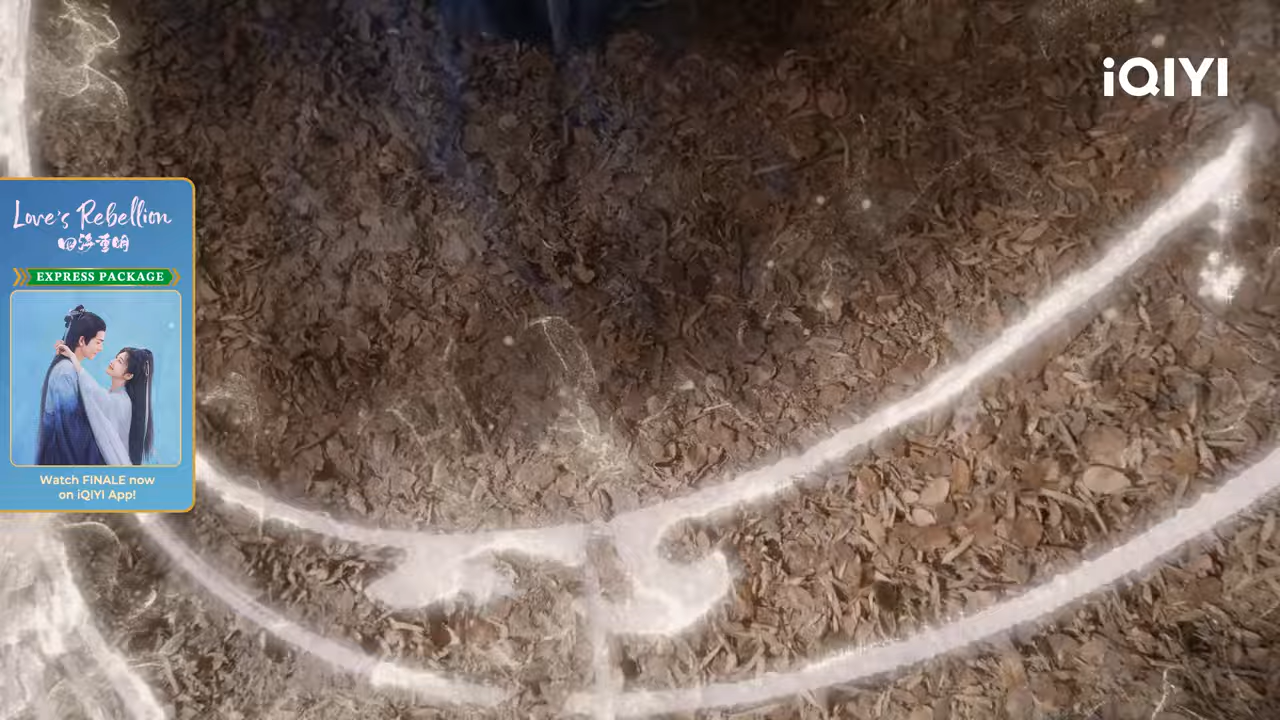 iQIYI
Love's Rebellion
四海重明
EXPRESS PACKAGE
Watch FINALE now
on iQIYI App!